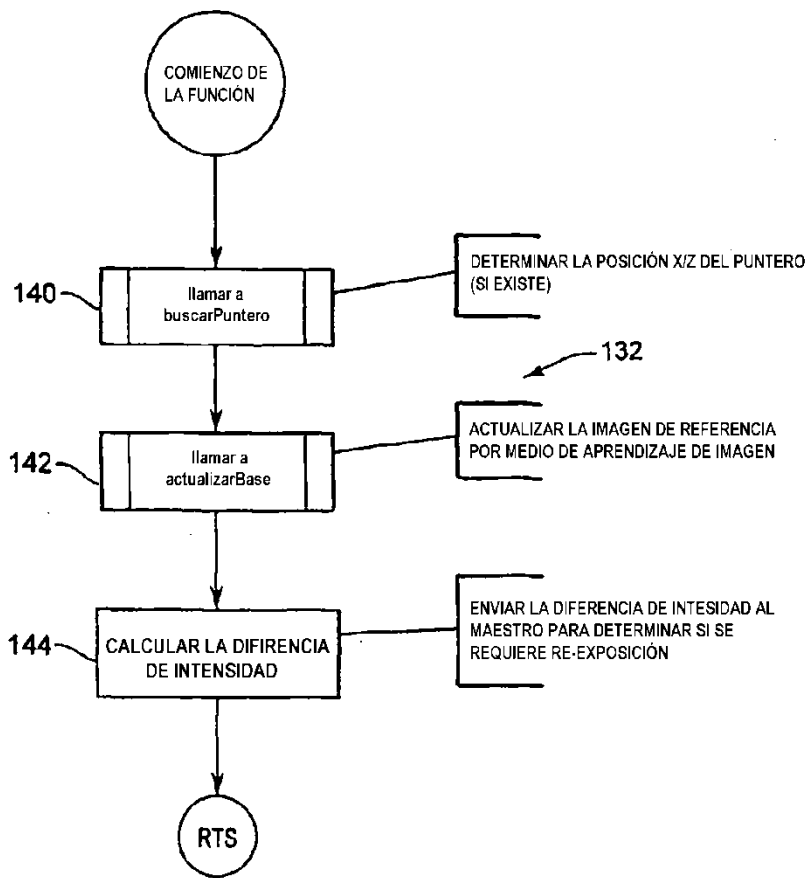 COMIENZO DE
LA FUNCIÓN
140
llamar a
buscarPuntero
DETERMINAR LA POSICIÓN X/Z DEL PUNTERO
(SI EXISTE)
132
142
llamar a
actualizarBase
ACTUALIZAR LA IMAGEN DE REFERENCIA
POR MEDIO DE APRENDIZAJE DE IMAGEN
144
CALCULAR LA DIFIRENCIA
DE INTENSIDAD
ENVIAR LA DIFERENCIA DE INTESIDAD AL
MAESTRO PARA DETERMINAR SI SE
REQUIERE RE-EXPOSICIÓN
RTS